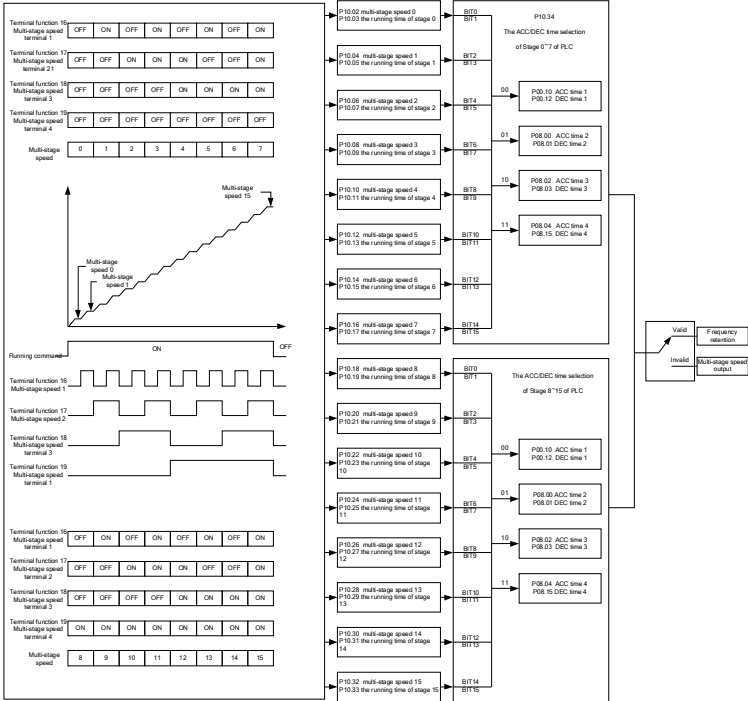 Terminal function 16
Multi-stage speed
terminal 1
OFF ON OFF ON OFF ON OFF ON
Terminal function 17
Multi-stage speed
terminal 21
OFF OFF ON ON OFF OFF ON ON
Terminal function 18
Multi-stage speed
terminal 3
OFF OFF OFF OFF ON ON ON ON
Terminal function 19
Multi-stage speed
terminal 4
OFF OFF OFF OFF OFF OFF OFF OFF
Multi-stage
speed
0 1 2 3 4 5 6 7
Multi-stage
speed 15
Multi-stage
speed 0
Multi-stage
speed 1
Running command
ON
OFF
Terminal function 16
Multi-stage speed 1
Terminal function 17
Multi-stage speed 2
Terminal function 18
Multi-stage speed
terminal 3
Terminal function 19
Multi-stage speed
terminal 1
Terminal function 16
Multi-stage speed
terminal 1
OFF ON OFF ON OFF ON OFF ON
Terminal function 17
Multi-stage speed
terminal 2
OFF OFF ON ON OFF OFF ON ON
Terminal function 18
Multi-stage speed
terminal 3
OFF OFF OFF OFF ON ON ON ON
Terminal function 19
Multi-stage speed
terminal 4
ON ON ON ON ON ON ON ON
Multi-stage
speed
8 9 10 11 12 13 14 15
P10.02 multi-stage speed 0
P10.03 the running time of stage 0
BIT0
BIT1
P10.04 multi-stage speed 1
P10.05 the running time of stage 1
BIT2
BIT3
P10.06 multi-stage speed 2
P10.07 the running time of stage 2
BIT4
BIT5
P10.08 multi-stage speed 3
P10.09 the running time of stage 3
BIT6
BIT7
P10.10 multi-stage speed 4
P10.11 the running time of stage 4
BIT8
BIT9
P10.12 multi-stage speed 5
P10.13 the running time of stage 5
BIT10
BIT11
P10.14 multi-stage speed 6
P10.15 the running time of stage 6
BIT12
BIT13
P10.16 multi-stage speed 7
P10.17 the running time of stage 7
BIT14
BIT15
P10.18 multi-stage speed 8
P10.19 the running time of stage 8
BIT0
BIT1
P10.20 multi-stage speed 9
P10.21 the running time of stage 9
BIT2
BIT3
P10.22 multi-stage speed 10
P10.23 the running time of stage
10
BIT4
BIT5
P10.24 multi-stage speed 11
P10.25 the running time of stage
11
BIT6
BIT7
P10.26 multi-stage speed 12
P10.27 the running time of stage
12
BIT8
BIT9
P10.28 multi-stage speed 13
P10.29 the running time of stage
13
BIT10
BIT11
P10.30 multi-stage speed 14
P10.31 the running time of stage
14
BIT12
BIT13
P10.32 multi-stage speed 15
P10.33 the running time of stage 15
BIT14
BIT15
P10.34
The ACC/DEC time selection
of Stage 0~7 of PLC
00
P00.10 ACC time 1
P00.12 DEC time 1
01
P08.00 ACC time 2
P08.01 DEC time 2
10
P08.02 ACC time 3
P08.03 DEC time 3
11
P08.04 ACC time 4
P08.15 DEC time 4
The ACC/DEC time selection
of Stage 8~15 of PLC
00
P00.10 ACC time 1
P00.12 DEC time 1
01
P08.00 ACC time 2
P08.01 DEC time 2
10
P08.02 ACC time 3
P08.03 DEC time 3
11
P08.04 ACC time 4
P08.15 DEC time 4
Valid
Frequency
retention
Invalid
Multi-stage speed
output